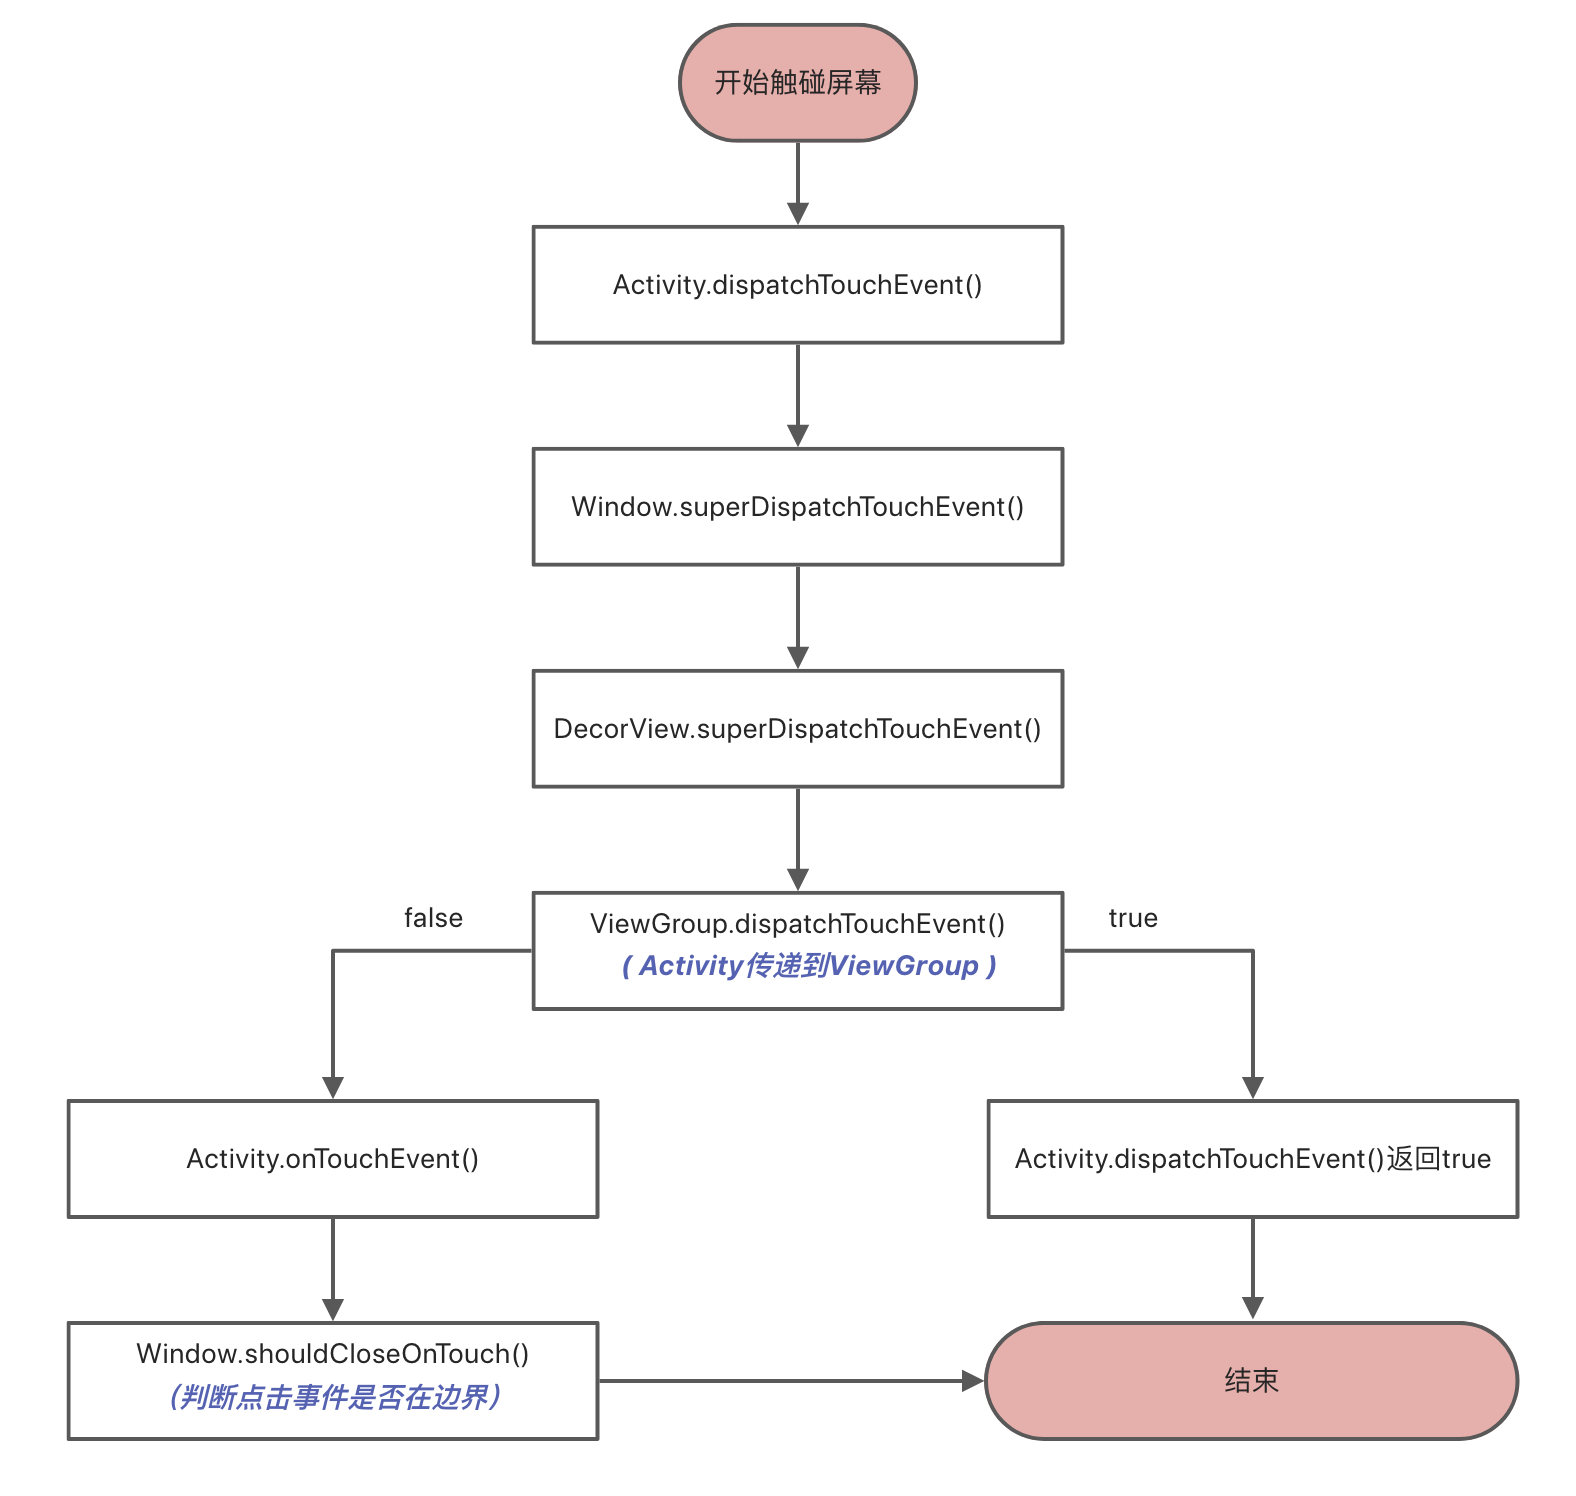 开始触碰屏幕
Activity.dispatchTouchEvent()
Window.superDispatchTouchEvent()
DecorView.superDispatchTouchEvent()
false
ViewGroup.dispatchTouchEvent()
( Activity传递到ViewGroup )
true
Activity.onTouchEvent()
Activity.dispatchTouchEvent()返回true
Window.shouldCloseOnTouch()
（判断点击事件是否在边界）
结束